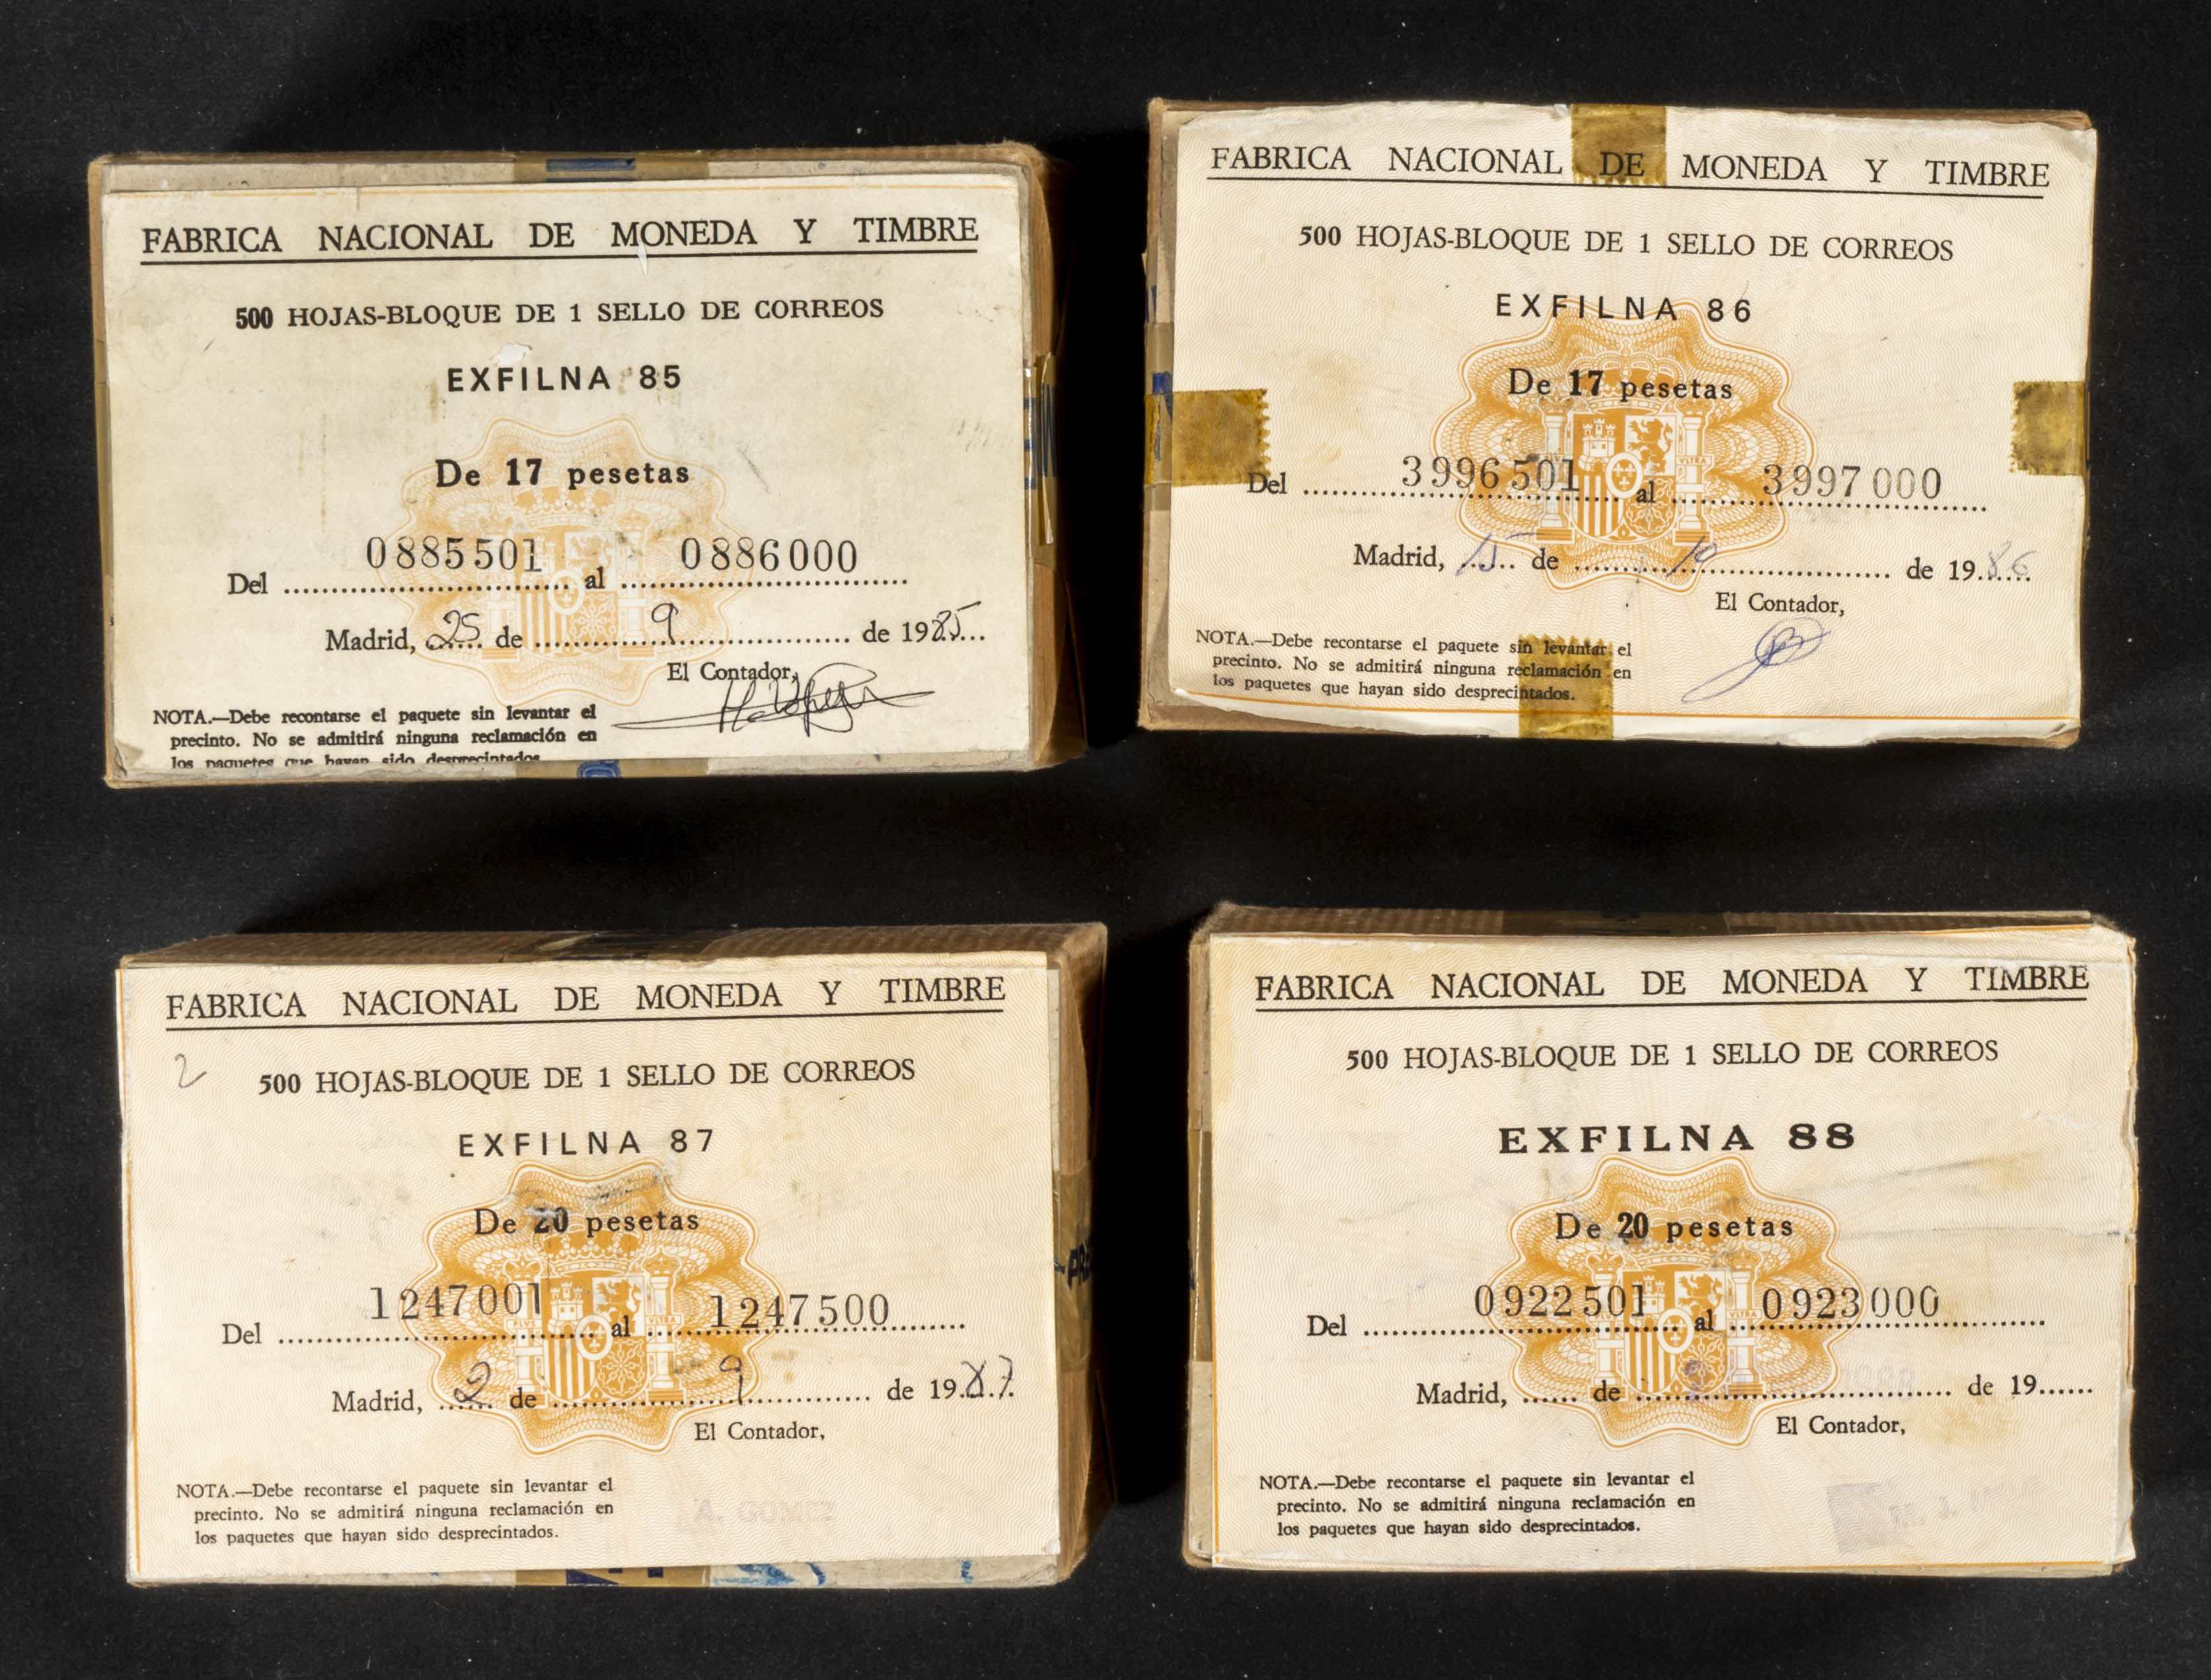 FABRICA NACIONAL DE MONEDA Y TIMBRE
500 HOJAS-BLOQUE DE 1 SELLO DE CORREOS
EXFILNA 85
De 17 pesetas
Del 0885501 al 0886000
Madrid, 25 de 9 de 1985
El Contador,
NOTA.—Debe recontarse el paquete sin levantar el
precinto. No se admitirá ninguna reclamación en
los paquetes que hayan sido desprecintados
FABRICA NACIONAL DE MONEDA Y TIMBRE
500 HOJAS-BLOQUE DE 1 SELLO DE CORREOS
EXFILNA 86
De 17 pesetas
Del 3996501 al 3997000
Madrid, 15 de 10 de 1986
El Contador,
NOTA.—Debe recontarse el paquete sin levantar el
precinto. No se admitirá ninguna reclamación en
los paquetes que hayan sido desprecintados.
FABRICA NACIONAL DE MONEDA Y TIMBRE
2
500 HOJAS-BLOQUE DE 1 SELLO DE CORREOS
EXFILNA 87
De 20 pesetas
Del 1247001 al 1247500
Madrid, 2 de 9 de 1987
El Contador,
NOTA.—Debe recontarse el paquete sin levantar el
precinto. No se admitirá ninguna reclamación en
los paquetes que hayan sido desprecintados.
A. GOMEZ
FABRICA NACIONAL DE MONEDA Y TIMBRE
500 HOJAS-BLOQUE DE 1 SELLO DE CORREOS
EXFILNA 88
De 20 pesetas
Del 0922501 al 0923000
1988
Madrid, de de 19
El Contador,
NOTA.—Debe recontarse el paquete sin levantar el
precinto. No se admitirá ninguna reclamación en
los paquetes que hayan sido desprecintados.